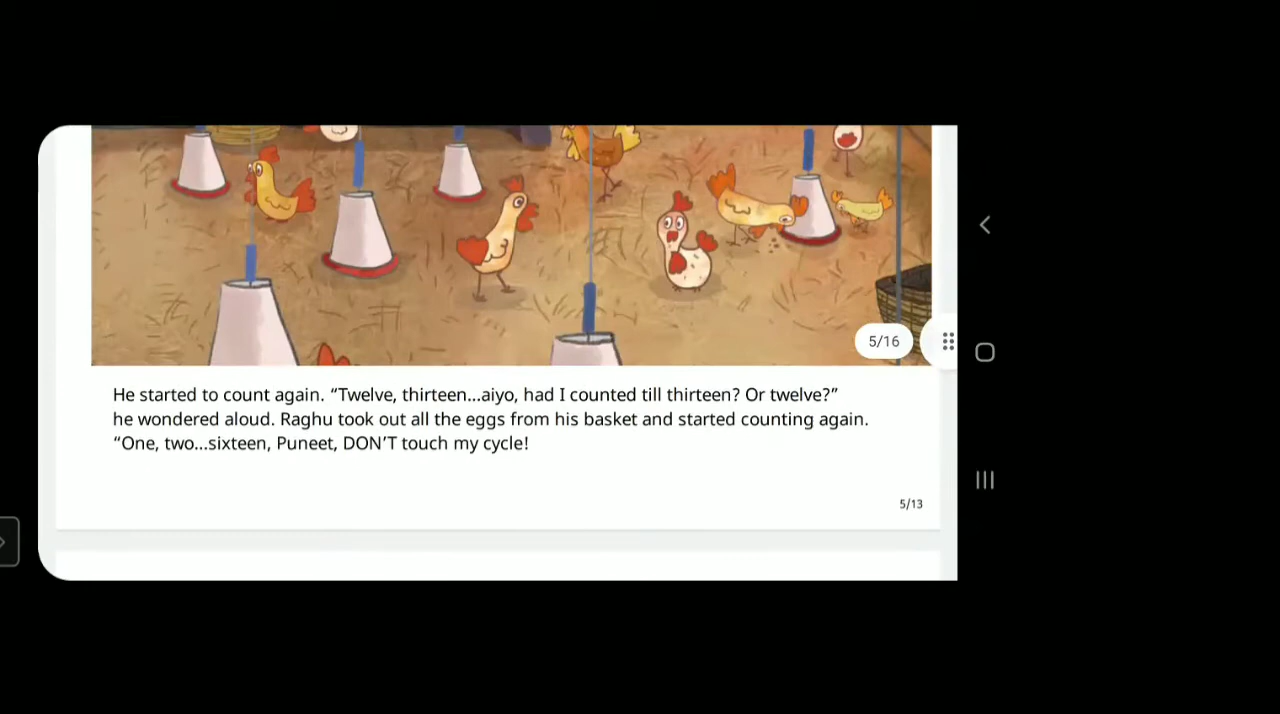 5/16
He started to count again. “Twelve, thirteen...aiyo, had I counted till thirteen? Or twelve?”
he wondered aloud. Raghu took out all the eggs from his basket and started counting again.
“One, two...sixteen, Puneet, DON’T touch my cycle!
5/13